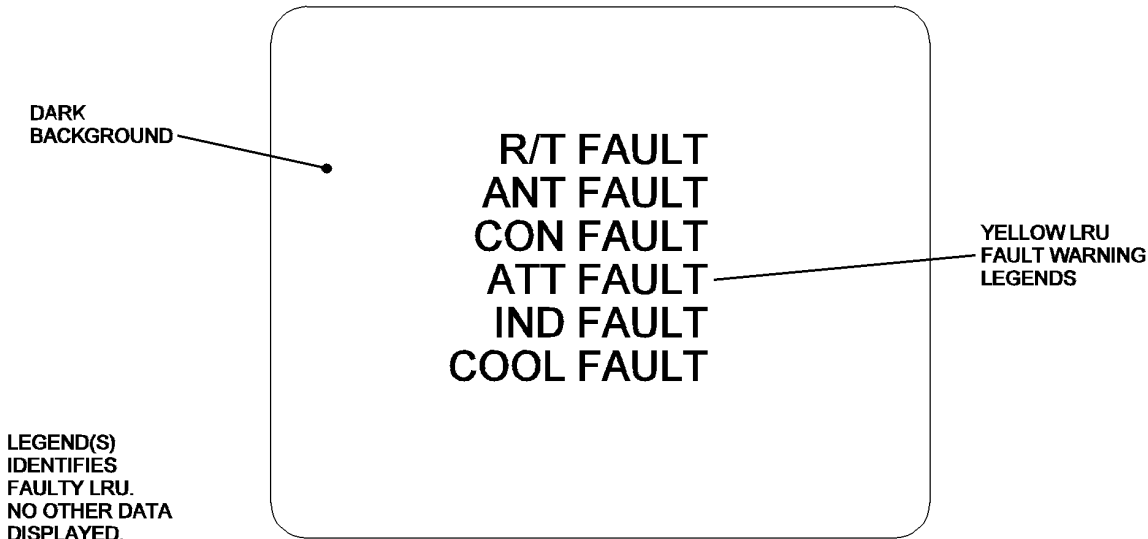 DARK
BACKGROUND
R/T FAULT
ANT FAULT
CON FAULT
ATT FAULT
IND FAULT
COOL FAULT
YELLOW LRU
FAULT WARNING
LEGENDS
LEGEND(S)
IDENTIFIES
FAULTY LRU.
NO OTHER DATA
DISPLAYED.